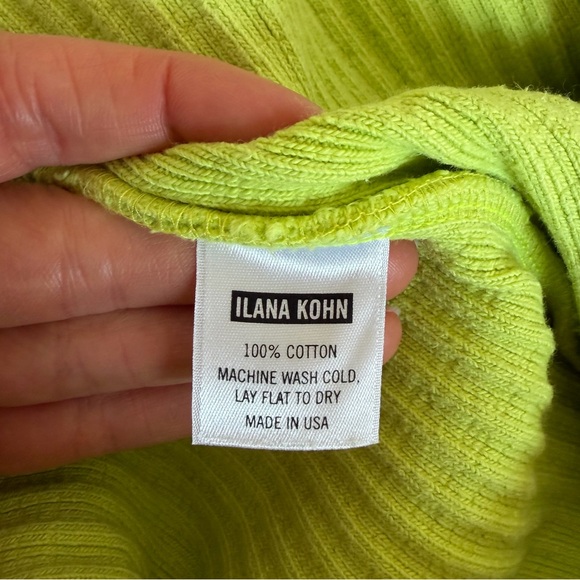 ILANA KOHN
100% COTTON
MACHINE WASH COLD,
LAY FLAT TO DRY
MADE IN USA